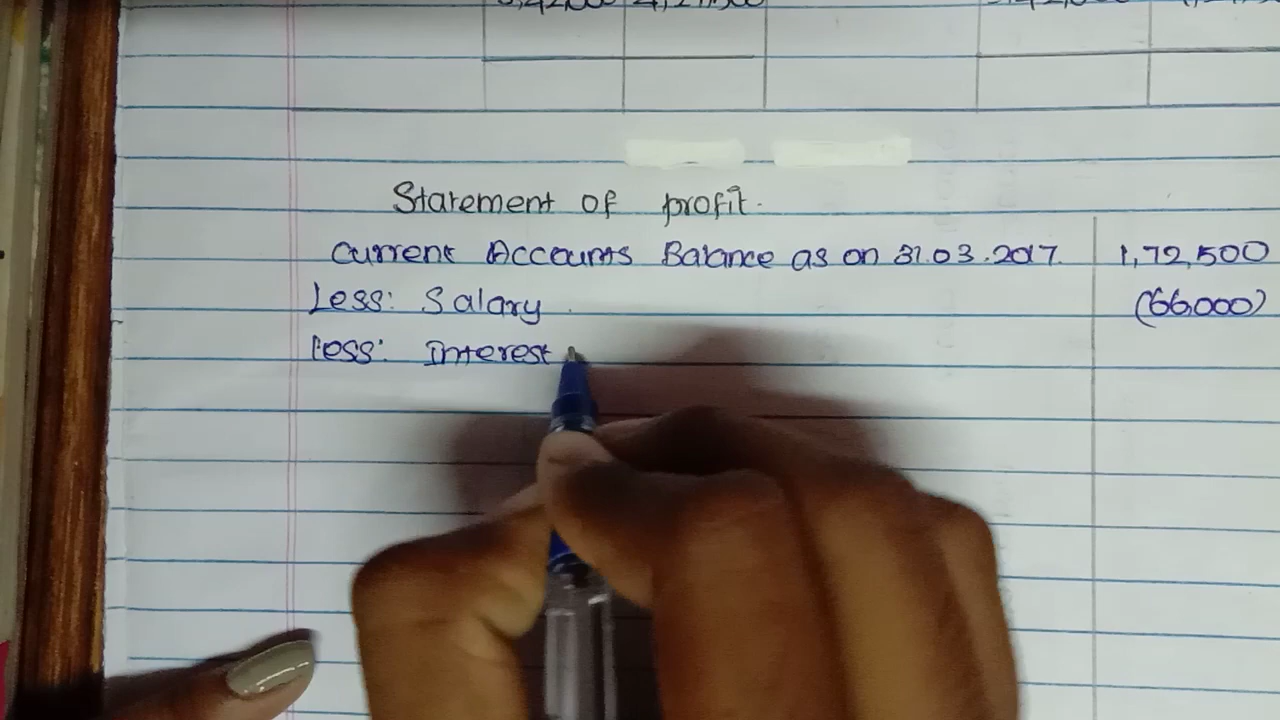 Statement of profit.
Current Accounts Balance as on 31.03.2017. 1,72,500
Less: Salary (66,000)
Less: Interest